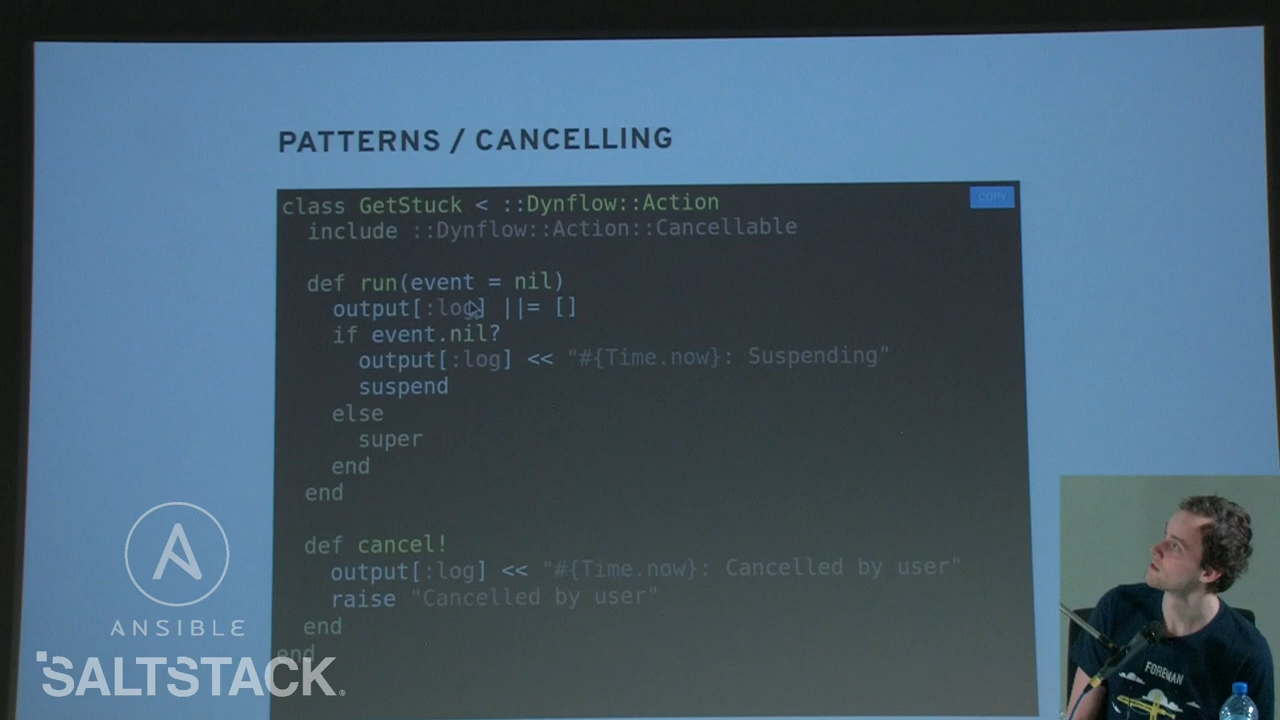 PATTERNS / CANCELLING
COPY
class GetStuck < ::Dynflow::Action
  include ::Dynflow::Action::Cancellable
  def run(event = nil)
    output[:log] ||= []
    if event.nil?
      output[:log] << "#{Time.now}: Suspending"
      suspend
    else
      super
    end
  end
  def cancel!
    output[:log] << "#{Time.now}: Cancelled by user"
    raise "Cancelled by user"
  end
end
ANSIBLE
SALTSTACK.
FOREMAN